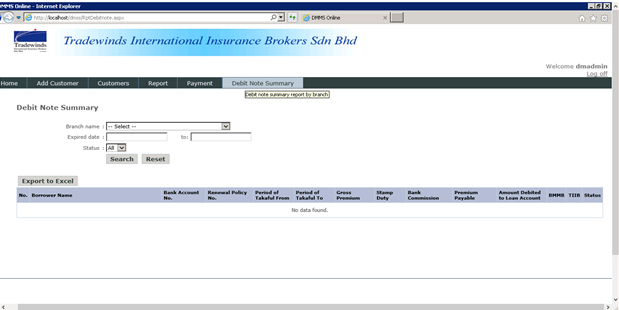 DMMS Online - Internet Explorer
http://localhost/dmms/RptDebitnote.aspx
DMMS Online
Tradewinds
Tradewinds International Insurance Brokers Sdn Bhd
Welcome dmadmin
Log off
Home Add Customer Customers Report Payment Debit Note Summary
Debit note summary report by branch
Debit Note Summary
Branch name : -- Select --
Expired date : to:
Status : All
Search Reset
Export to Excel
No. Borrower Name Bank Account No. Renewal Policy No. Period of Takaful From Period of Takaful To Gross Premium Stamp Duty Bank Commission Premium Payable Amount Debited to Loan Account BMMB TIIB Status
No data found.